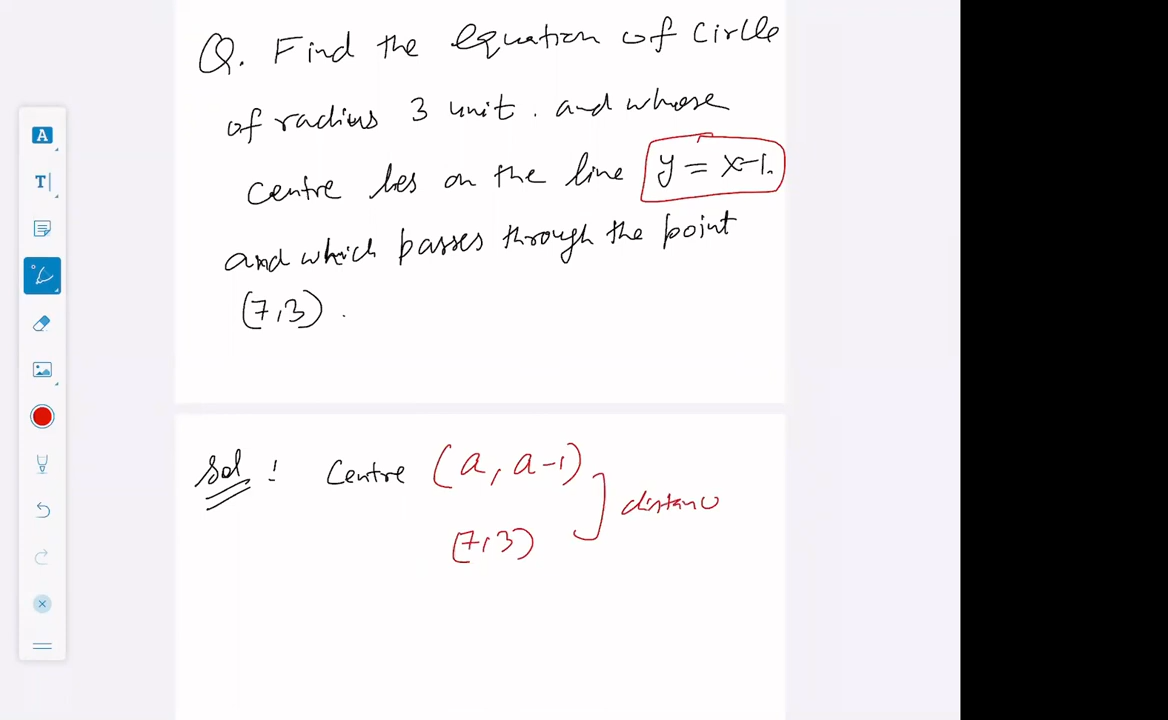 Q. Find the equation of circle
of radius 3 unit. and whose
centre lies on the line y = x-1.
and which passes through the point
(7,3).
Sol : Centre (a, a-1)
(7,3)
distance
A
T